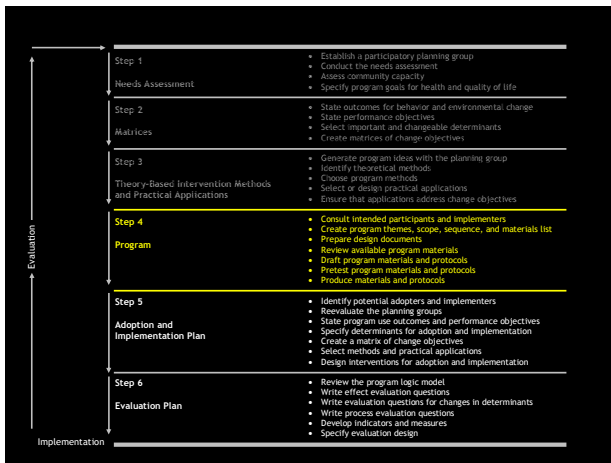 Step 1
Needs Assessment
• Establish a participatory planning group
• Conduct the needs assessment
• Assess community capacity
• Specify program goals for health and quality of life
Step 2
Matrices
• State outcomes for behavior and environmental change
• State performance objectives
• Select important and changeable determinants
• Create matrices of change objectives
Step 3
Theory-Based Intervention Methods
and Practical Applications
• Generate program ideas with the planning group
• Identify theoretical methods
• Choose program methods
• Select or design practical applications
• Ensure that applications address change objectives
Step 4
Program
• Consult intended participants and implementers
• Create program themes, scope, sequence, and materials list
• Prepare design documents
• Review available program materials
• Draft program materials and protocols
• Pretest program materials and protocols
• Produce materials and protocols
Step 5
Adoption and
Implementation Plan
• Identify potential adopters and implementers
• Reevaluate the planning groups
• State program use outcomes and performance objectives
• Specify determinants for adoption and implementation
• Create a matrix of change objectives
• Select methods and practical applications
• Design interventions for adoption and implementation
Step 6
Evaluation Plan
• Review the program logic model
• Write effect evaluation questions
• Write evaluation questions for changes in determinants
• Write process evaluation questions
• Develop indicators and measures
• Specify evaluation design
Evaluation
Implementation